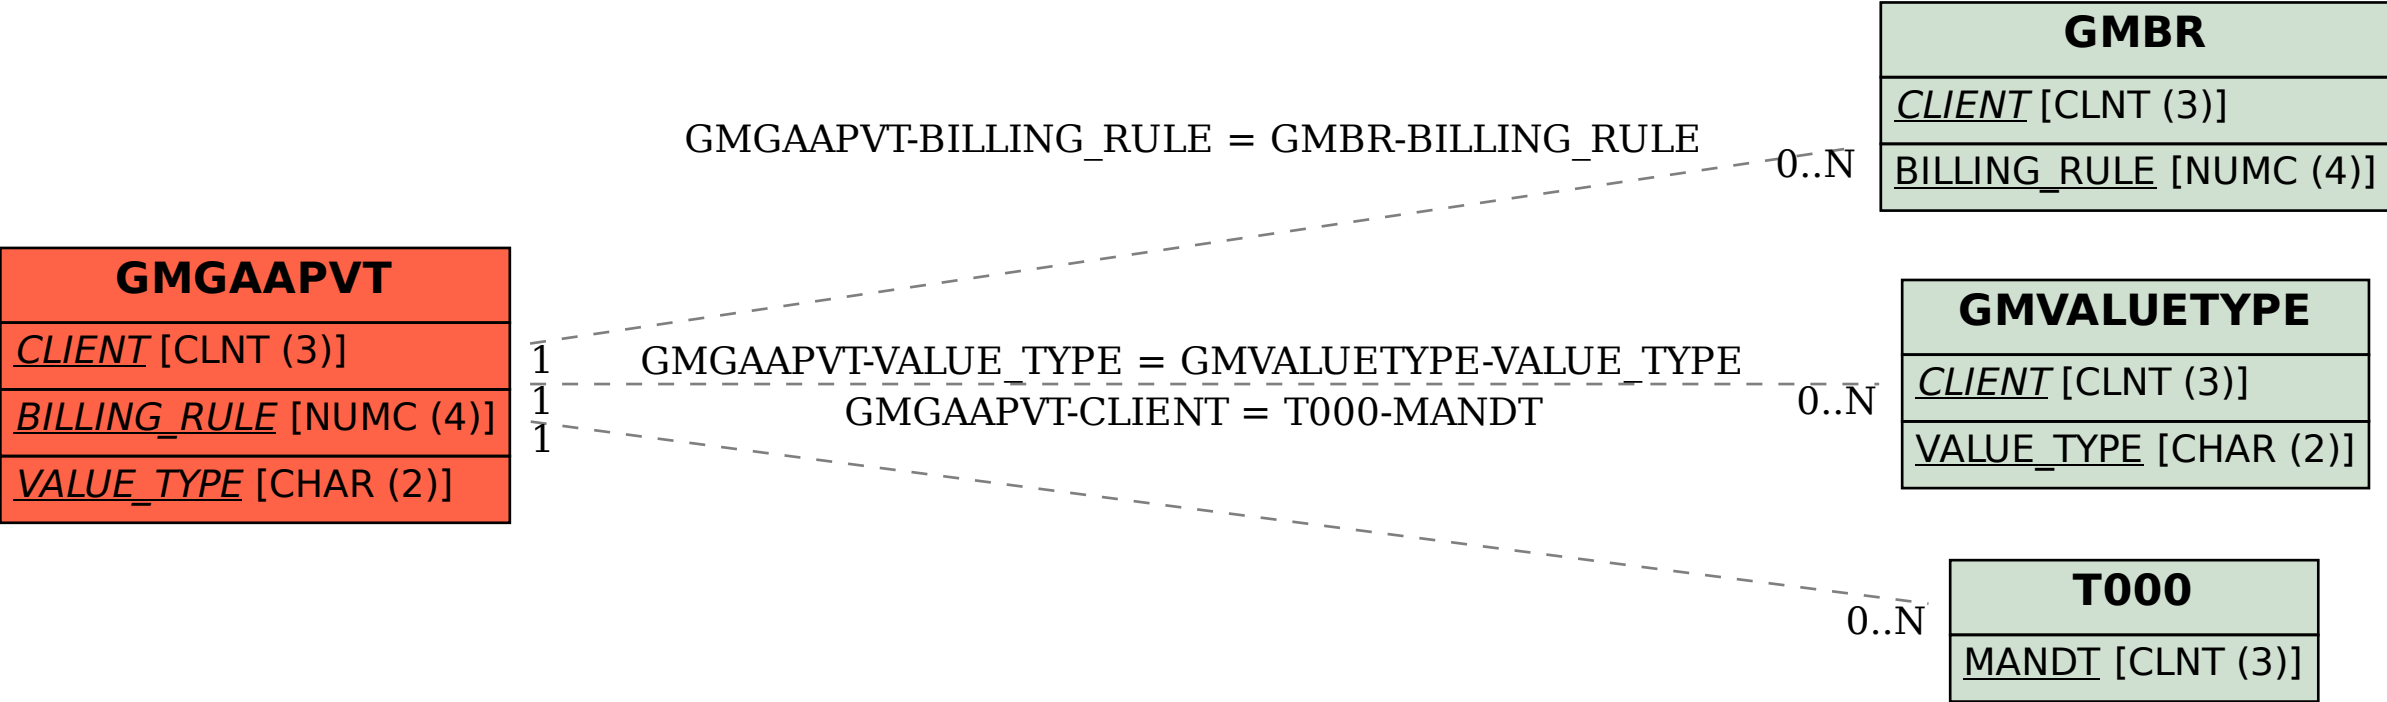 GMBR
CLIENT [CLNT (3)]
BILLING_RULE [NUMC (4)]
GMGAAPVT-BILLING_RULE = GMBR-BILLING_RULE
0..N
GMGAAPVT
CLIENT [CLNT (3)]
BILLING_RULE [NUMC (4)]
VALUE_TYPE [CHAR (2)]
1
GMGAAPVT-VALUE_TYPE = GMVALUETYPE-VALUE_TYPE
1
0..N
GMGAAPVT-CLIENT = T000-MANDT
1
GMVALUETYPE
CLIENT [CLNT (3)]
VALUE_TYPE [CHAR (2)]
0..N
T000
MANDT [CLNT (3)]